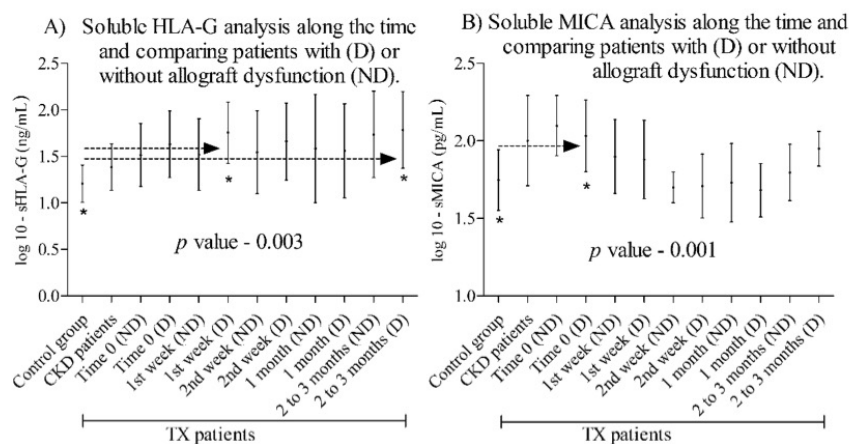 A) Soluble HLA-G analysis along the time
and comparing patients with (D) or
without allograft dysfunction (ND).
log 10 - sHLA-G (ng/mL)
2.5
2.0
1.5
1.0
0.5
0.0
*
*
*
p value - 0.003
Control group
CKD patients
Time 0 (ND)
Time 0 (D)
1st week (ND)
1st week (D)
2nd week (ND)
2nd week (D)
1 month (ND)
1 month (D)
2 to 3 months (ND)
2 to 3 months (D)
TX patients
B) Soluble MICA analysis along the time and
comparing patients with (D) or without
allograft dysfunction (ND).
log 10 - sMICA (pg/mL)
2.5
2.0
1.5
1.0
*
*
p value - 0.001
Control group
CKD patients
Time 0 (ND)
Time 0 (D)
1st week (ND)
1st week (D)
2nd week (ND)
2nd week (D)
1 month (ND)
1 month (D)
2 to 3 months (ND)
2 to 3 months (D)
TX patients